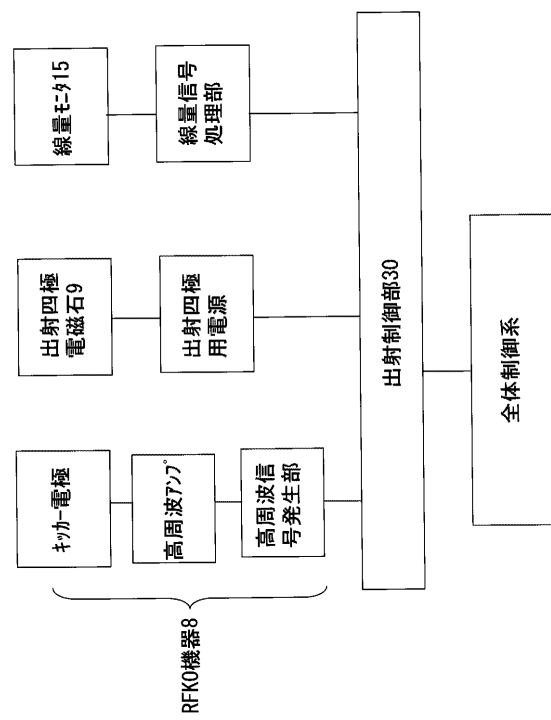 キッカー電極
高周波アンプ
高周波信
号発生部
RFKO機器8
出射四極
電磁石9
出射四極
用電源
線量モニタ15
線量信号
処理部
出射制御部30
全体制御系